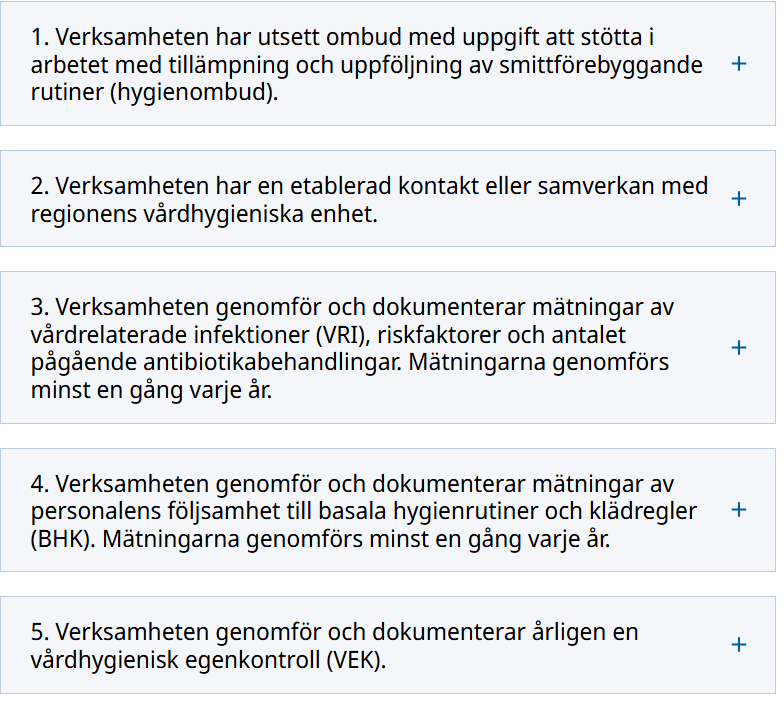 1. Verksamheten har utsett ombud med uppgift att stötta i
arbetet med tillämpning och uppföljning av smittförebyggande
rutiner (hygienombud).
2. Verksamheten har en etablerad kontakt eller samverkan med
regionens vårdhygieniska enhet.
3. Verksamheten genomför och dokumenterar mätningar av
vårdrelaterade infektioner (VRI), riskfaktorer och antalet
pågående antibiotikabehandlingar. Mätningarna genomförs
minst en gång varje år.
4. Verksamheten genomför och dokumenterar mätningar av
personalens följsamhet till basala hygienrutiner och klädregler
(BHK). Mätningarna genomförs minst en gång varje år.
5. Verksamheten genomför och dokumenterar årligen en
vårdhygienisk egenkontroll (VEK).